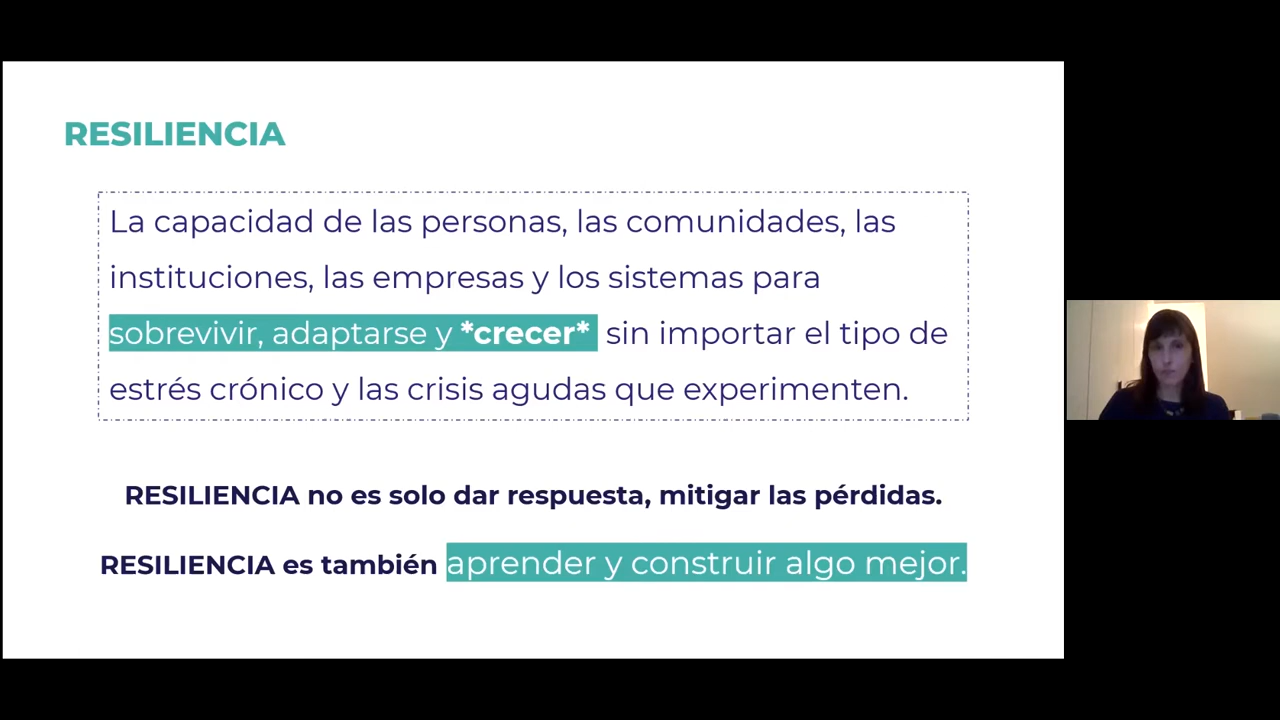 RESILIENCIA
La capacidad de las personas, las comunidades, las
instituciones, las empresas y los sistemas para
sobrevivir, adaptarse y *crecer* sin importar el tipo de
estrés crónico y las crisis agudas que experimenten.
RESILIENCIA no es solo dar respuesta, mitigar las pérdidas.
RESILIENCIA es también aprender y construir algo mejor.